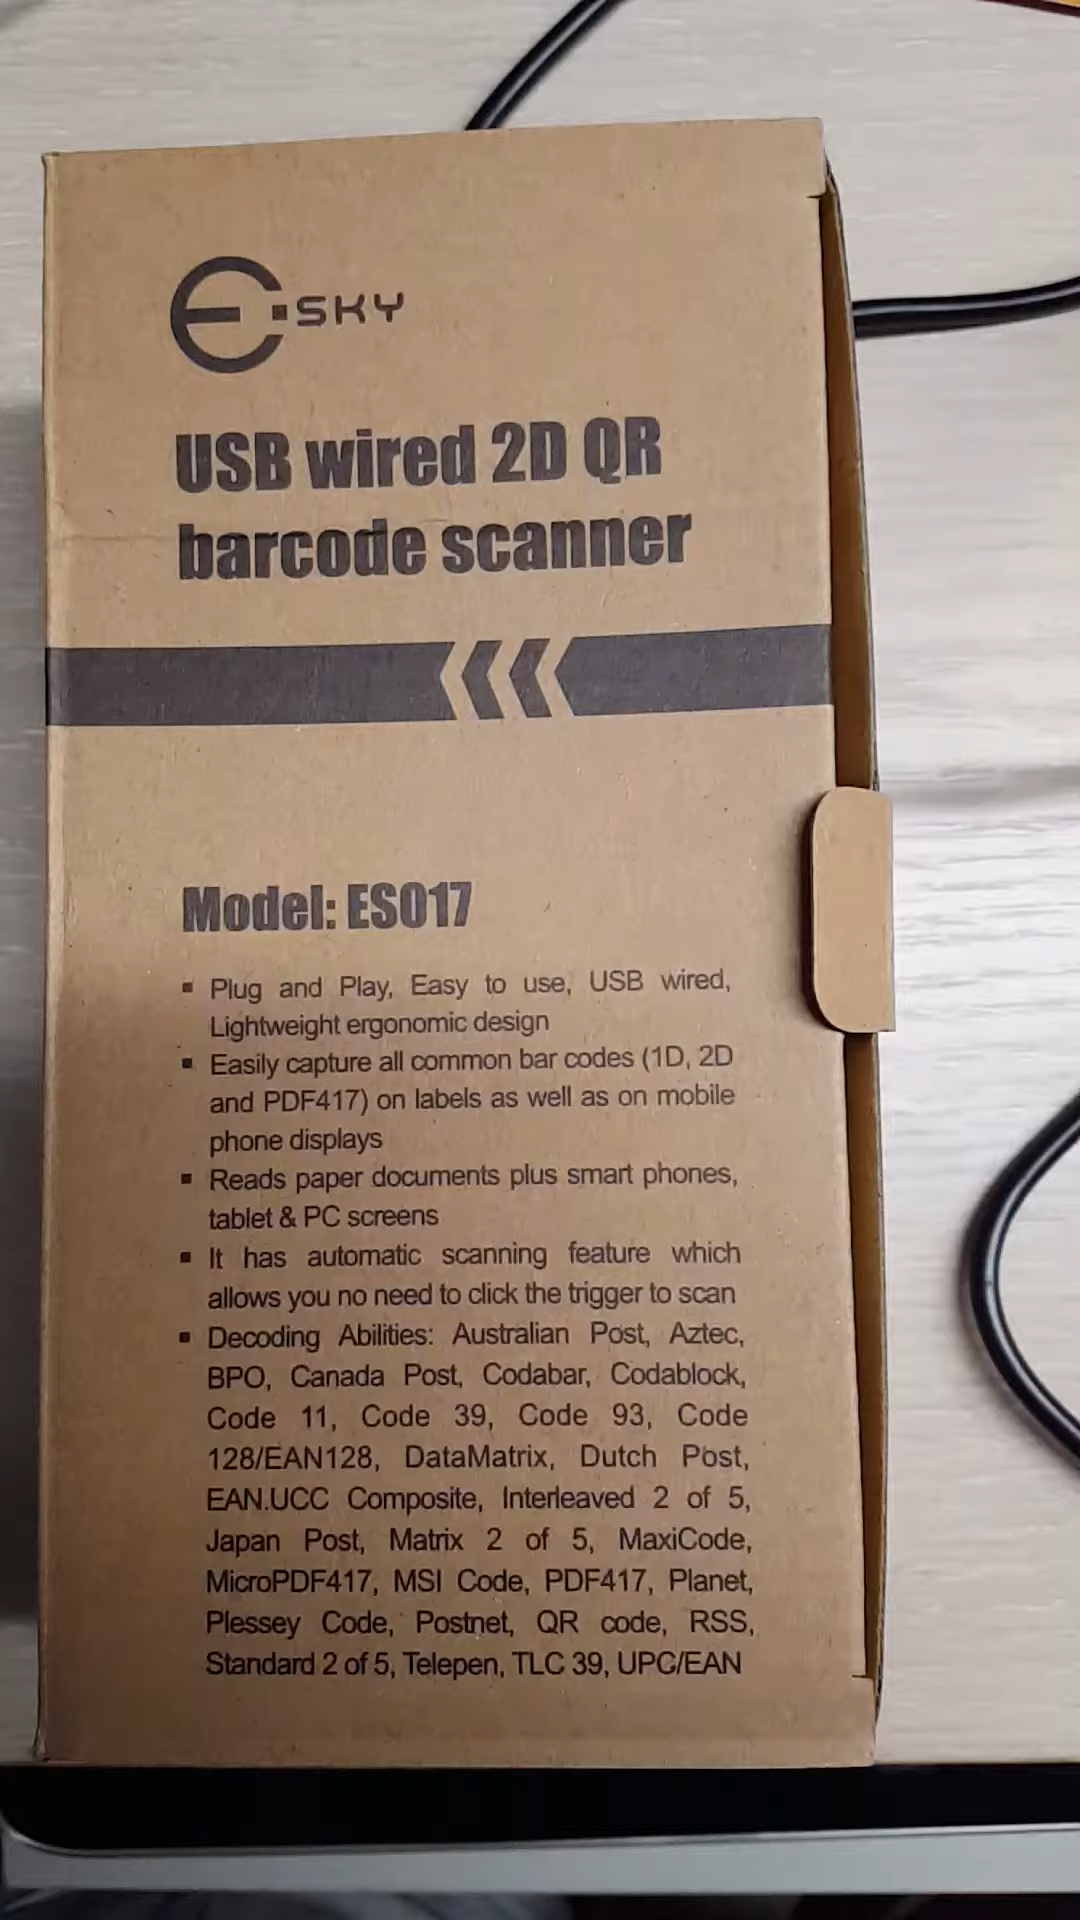 E·SKY
USB wired 2D QR
barcode scanner
Model: ES017
▪ Plug and Play, Easy to use, USB wired,
Lightweight ergonomic design
▪ Easily capture all common bar codes (1D, 2D
and PDF417) on labels as well as on mobile
phone displays
▪ Reads paper documents plus smart phones,
tablet & PC screens
▪ It has automatic scanning feature which
allows you no need to click the trigger to scan
▪ Decoding Abilities: Australian Post, Aztec,
BPO, Canada Post, Codabar, Codablock,
Code 11, Code 39, Code 93, Code
128/EAN128, DataMatrix, Dutch Post,
EAN.UCC Composite, Interleaved 2 of 5,
Japan Post, Matrix 2 of 5, MaxiCode,
MicroPDF417, MSI Code, PDF417, Planet,
Plessey Code, Postnet, QR code, RSS,
Standard 2 of 5, Telepen, TLC 39, UPC/EAN